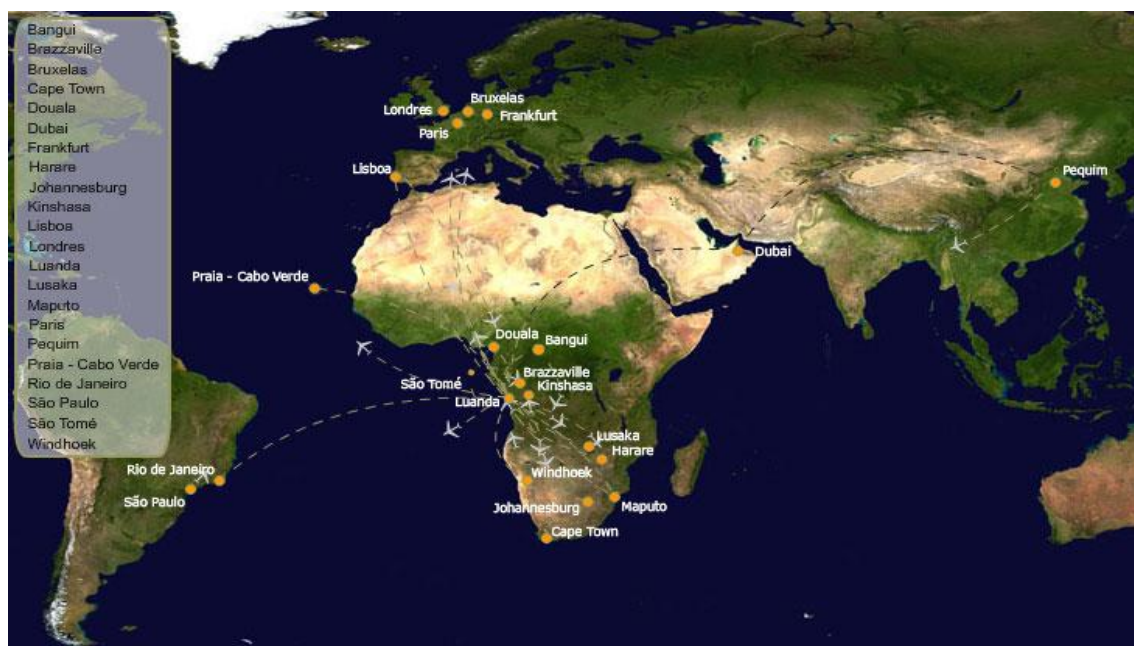 Bangui
Brazzaville
Bruxelas
Cape Town
Douala
Dubai
Frankfurt
Harare
Johannesburg
Kinshasa
Lisboa
Londres
Luanda
Lusaka
Maputo
Paris
Pequim
Praia - Cabo Verde
Rio de Janeiro
São Paulo
São Tomé
Windhoek
Londres
Bruxelas
Frankfurt
Paris
Lisboa
Pequim
Dubai
Praia - Cabo Verde
Douala
Bangui
São Tomé
Brazzaville
Kinshasa
Luanda
Lusaka
Harare
Rio de Janeiro
Windhoek
São Paulo
Johannesburg
Maputo
Cape Town